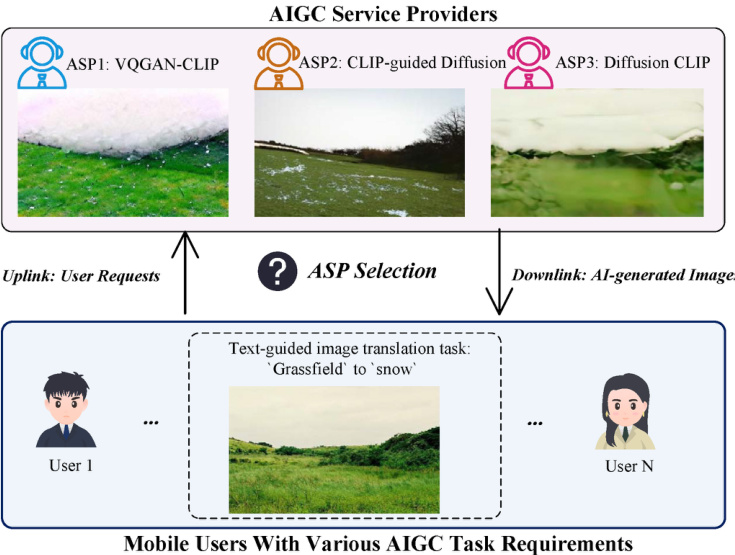 AIGC Service Providers
ASP1: VQGAN-CLIP
ASP2: CLIP-guided Diffusion
ASP3: Diffusion CLIP
Uplink: User Requests
? ASP Selection
Downlink: AI-generated Images
Text-guided image translation task:
`Grassfield` to `snow`
...
...
User 1
User N
Mobile Users With Various AIGC Task Requirements